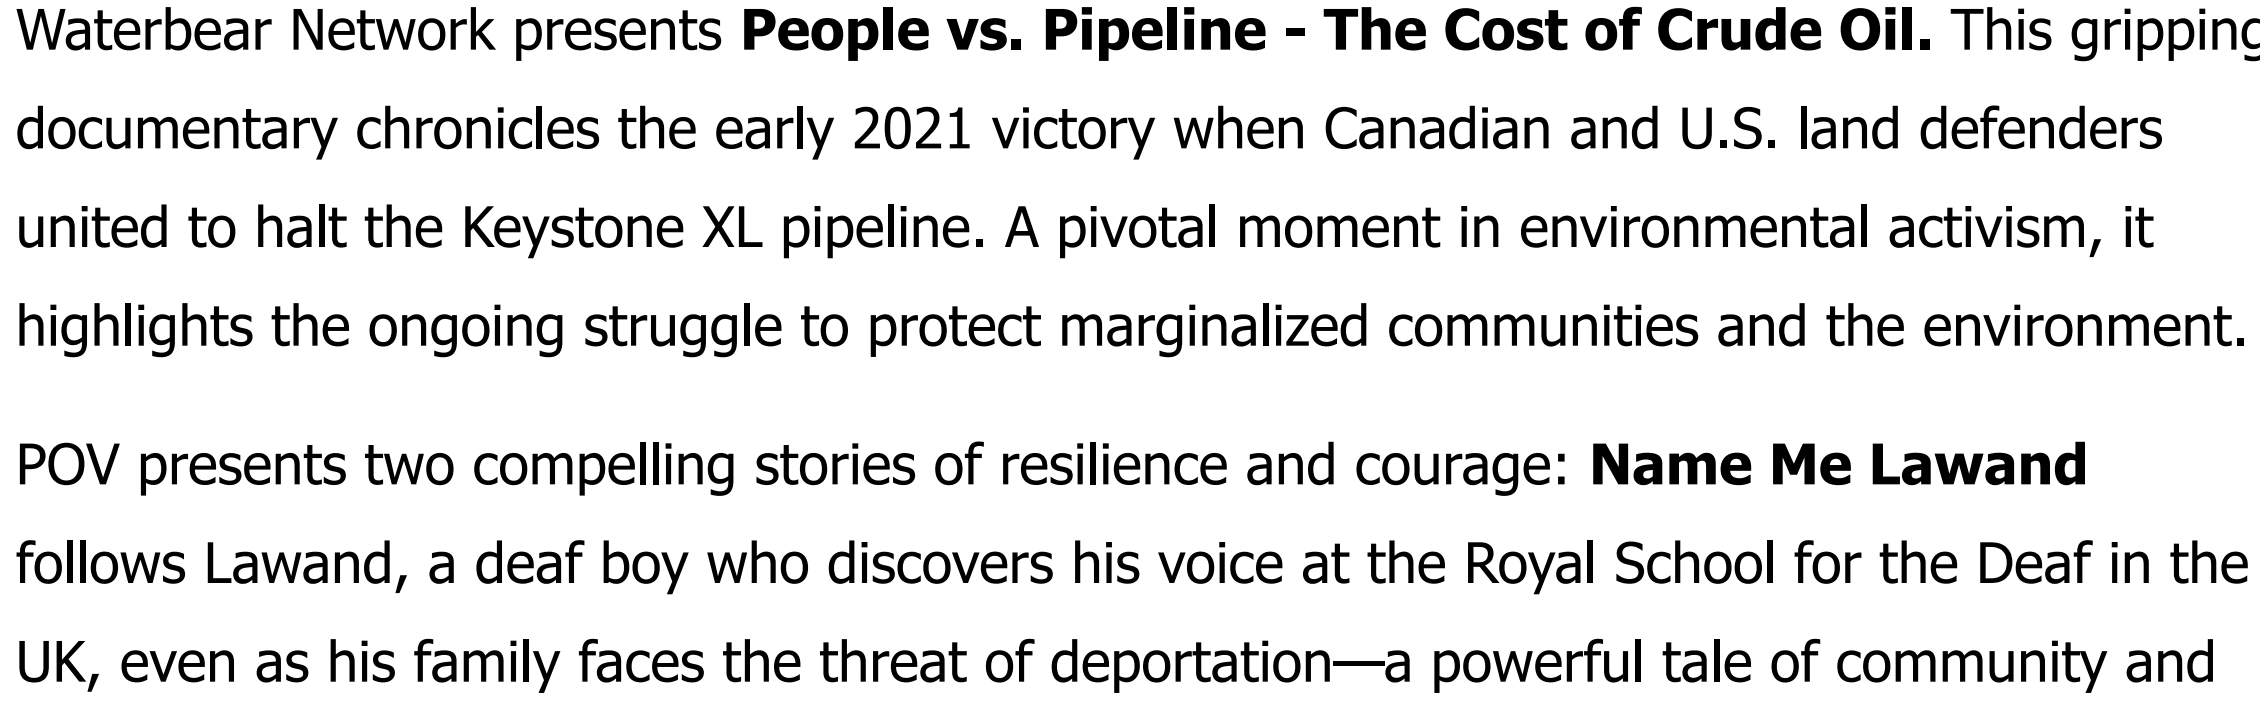 Waterbear Network presents People vs. Pipeline - The Cost of Crude Oil. This gripping
documentary chronicles the early 2021 victory when Canadian and U.S. land defenders
united to halt the Keystone XL pipeline. A pivotal moment in environmental activism, it
highlights the ongoing struggle to protect marginalized communities and the environment.
POV presents two compelling stories of resilience and courage: Name Me Lawand
follows Lawand, a deaf boy who discovers his voice at the Royal School for the Deaf in the
UK, even as his family faces the threat of deportation—a powerful tale of community and